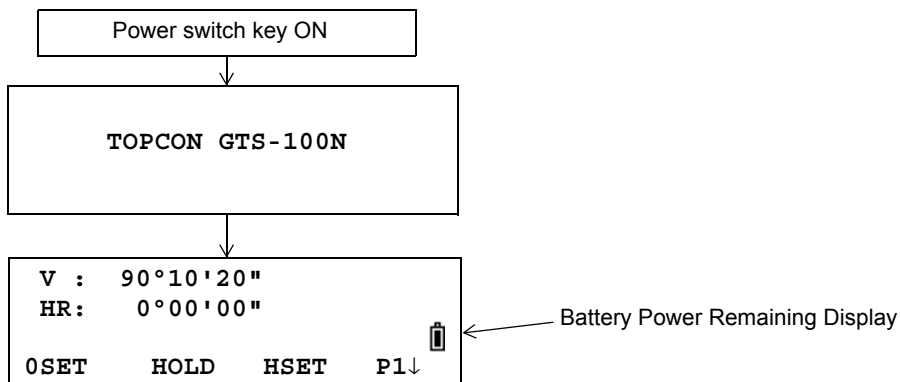 Power switch key ON
TOPCON GTS-100N
V : 90°10'20"
HR: 0°00'00"
Battery Power Remaining Display
0SET HOLD HSET P1↓